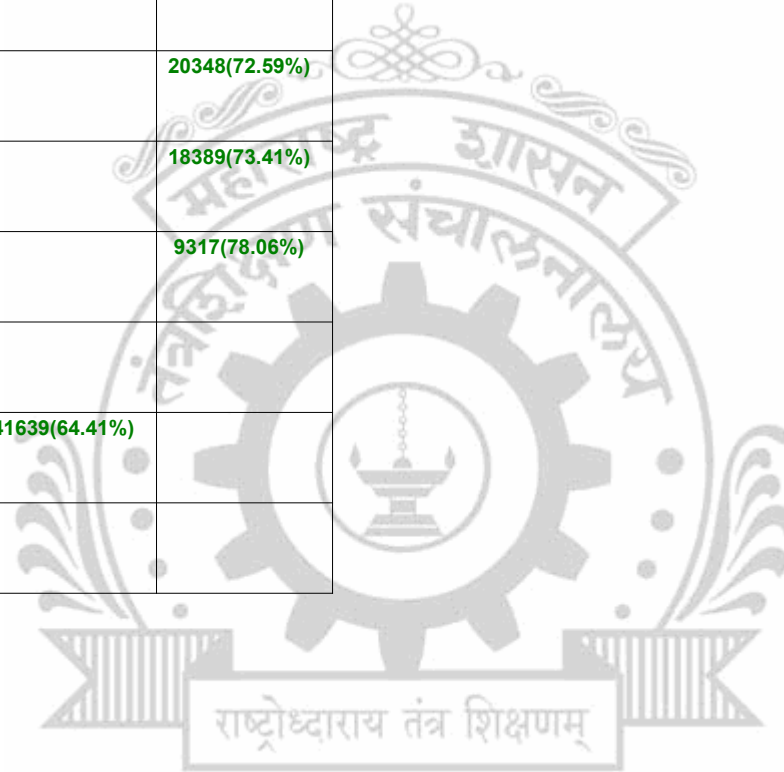 20348(72.59%)
18389(73.41%)
9317(78.06%)
1639(64.41%)
महाराष्ट्र शासन
तंत्रशिक्षण संचालनालय
राष्ट्रोध्दाराय तंत्र शिक्षणम्